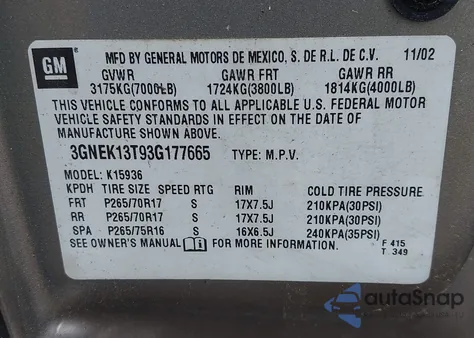 GM
MFD BY GENERAL MOTORS DE MEXICO, S. DE R.L. DE C.V. 11/02
GVWR GAWR FRT GAWR RR
3175KG(7000LB) 1724KG(3800LB) 1814KG(4000LB)
THIS VEHICLE CONFORMS TO ALL APPLICABLE U.S. FEDERAL MOTOR
VEHICLE SAFETY STANDARDS IN EFFECT ON THE DATE OF
MANUFACTURE SHOWN ABOVE.
3GNEK13T93G177665 TYPE: M.P.V.
MODEL: K15936
KPDH TIRE SIZE SPEED RTG RIM COLD TIRE PRESSURE
FRT P265/70R17 S 17X7.5J 210KPA(30PSI)
RR P265/70R17 S 17X7.5J 210KPA(30PSI)
SPA P265/75R16 S 16X6.5J 240KPA(35PSI)
SEE OWNER'S MANUAL FOR MORE INFORMATION.
F 415
T 349
autoSnap